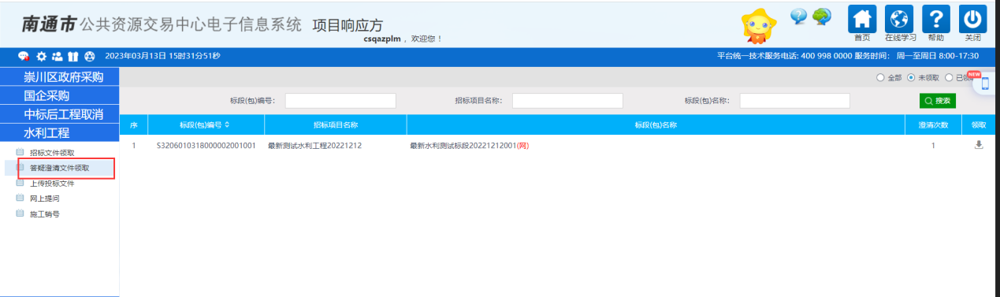 南通市 公共资源交易中心电子信息系统 项目响应方
csqazplm ，欢迎您！
首页 在线学习 帮助 关闭
2023年03月13日 15时31分51秒
平台统一技术服务电话: 400 998 0000 服务时间： 周一至周日 8:00-17:30
崇川区政府采购
国企采购
中标后工程取消
水利工程
招标文件领取
答疑澄清文件领取
上传投标文件
网上提问
施工销号
全部 未领取 已领
NEW
标段(包)编号： 招标项目名称： 标段(包)名称： 搜索
序 标段(包)编号 招标项目名称 标段(包)名称 澄清次数 领取
1 S3206010318000002001001 最新测试水利工程20221212 最新水利测试标段20221212001(网) 1